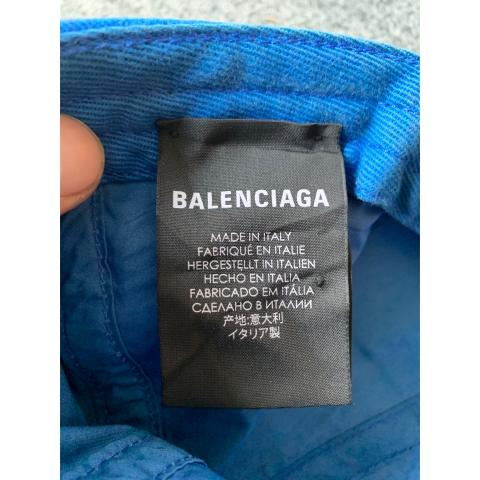 BALENCIAGA
MADE IN ITALY
FABRIQUÉ EN ITALIE
HERGESTELLT IN ITALIEN
HECHO EN ITALIA
FABRICADO EM ITÁLIA
СДЕЛАНО В ИТАЛИИ
产地:意大利
イタリア製